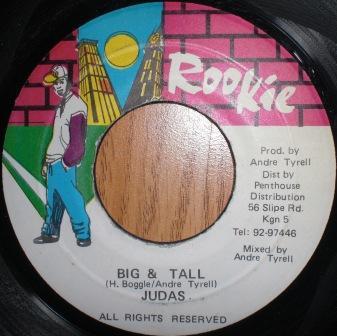 Rookie
Prod. by
Andre Tyrell
Dist by
Penthouse
Distribution
56 Slipe Rd.
Kgn 5
Tel: 92-97446
Mixed by
Andre Tyrell
BIG & TALL
(H. Boggle/Andre Tyrell)
JUDAS
ALL RIGHTS RESERVED